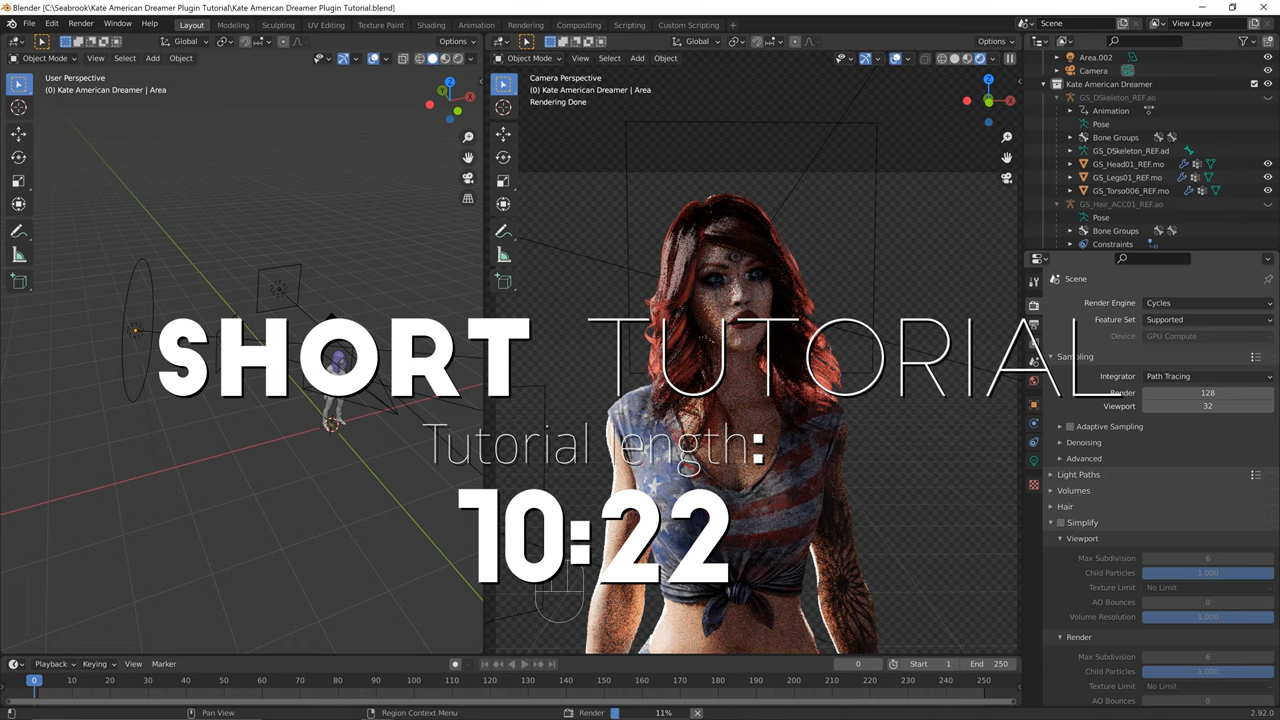 Blender [C:\Seabrook\Kate American Dreamer Plugin Tutorial\Kate American Dreamer Plugin Tutorial.blend]
File Edit Render Window Help Layout Modeling Sculpting UV Editing Texture Paint Shading Animation Rendering Compositing Scripting Custom Scripting + Scene View Layer
Global Options Global Options
Object Mode View Select Add Object Object Mode View Select Add Object
User Perspective
(0) Kate American Dreamer | Area
Camera Perspective
(0) Kate American Dreamer | Area
Rendering Done
X Y Z
Area.002
Camera
Kate American Dreamer
GS_DSkeleton_REF.ao
Animation
Pose
Bone Groups
GS_DSkeleton_REF.ad
GS_Head01_REF.mo
GS_Legs01_REF.mo
GS_Torso006_REF.mo
GS_Hair_ACC01_REF.ao
Pose
Bone Groups
Constraints
Scene
Render Engine Cycles
Feature Set Supported
Device GPU Compute
Sampling
Integrator Path Tracing
Render 128
Viewport 32
Adaptive Sampling
Denoising
Advanced
Light Paths
Volumes
Hair
Simplify
Viewport
Max Subdivision 6
Child Particles 1.000
Texture Limit No Limit
AO Bounces 0
Volume Resolution 1.000
Render
Max Subdivision 6
Child Particles 1.000
Texture Limit No Limit
AO Bounces 0
SHORT TUTORIAL
Tutorial length:
10:22
Playback Keying View Marker 0 Start 1 End 250
0 10 20 30 40 50 60 70 80 90 100 110 120 130 140 150 160 170 180 190 200 210 220 230 240 250
Pan View Region Context Menu Render 11% 2.92.0